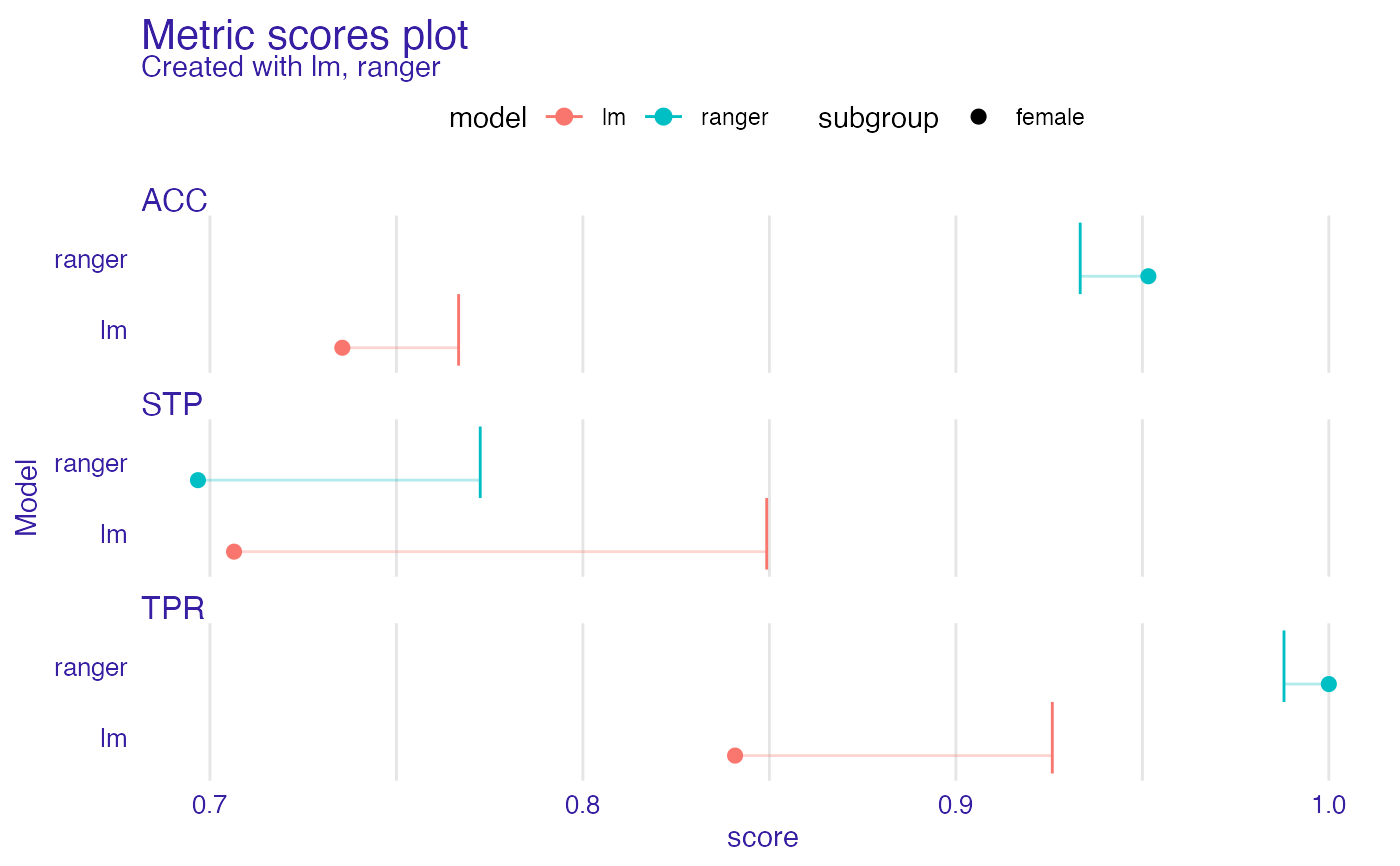 Metric scores plot
Created with lm, ranger
model lm ranger subgroup female
ACC
ranger
lm
STP
ranger
lm
Model
TPR
ranger
lm
0.7 0.8 0.9 1.0
score